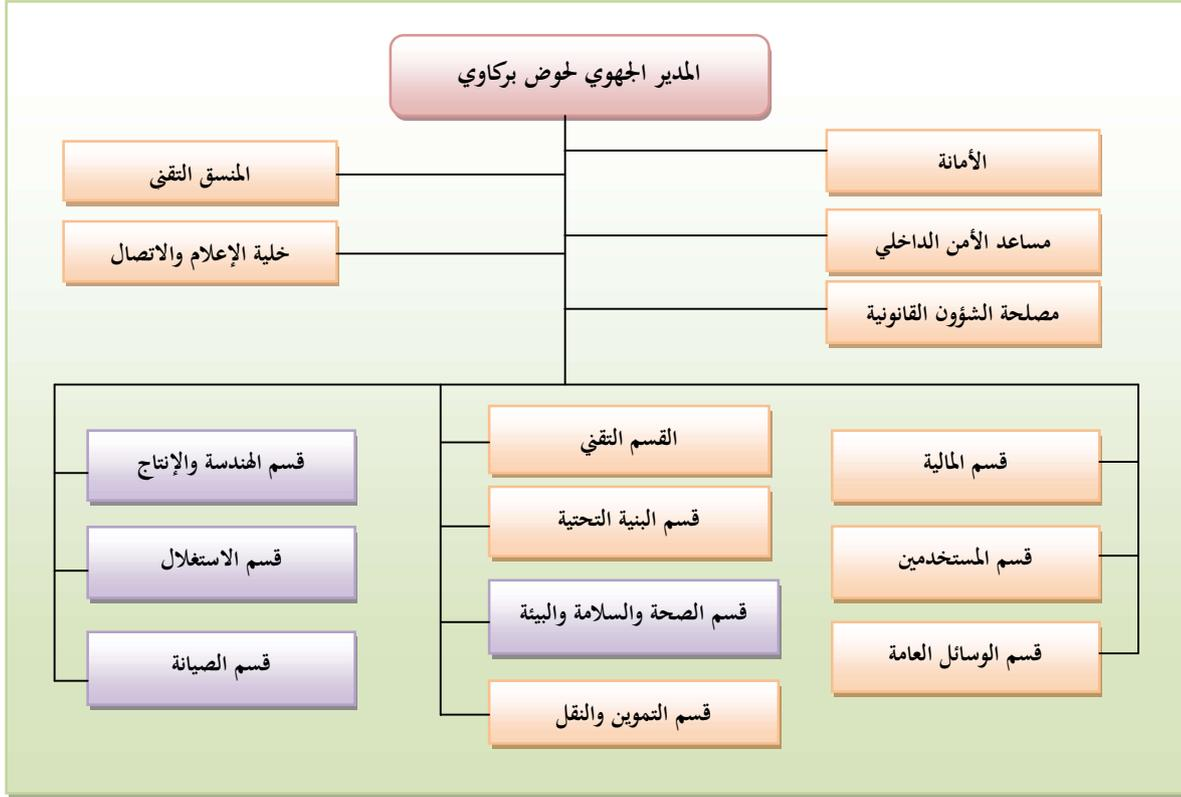 المدير الجهوي لحوض بركاوي
الأمانة
المنسق التقني
مساعد الأمن الداخلي
خلية الإعلام والاتصال
مصلحة الشؤون القانونية
قسم المالية
قسم المستخدمين
قسم الوسائل العامة
القسم التقني
قسم البنية التحتية
قسم الصحة والسلامة والبيئة
قسم التموين والنقل
قسم الهندسة والإنتاج
قسم الاستغلال
قسم الصيانة